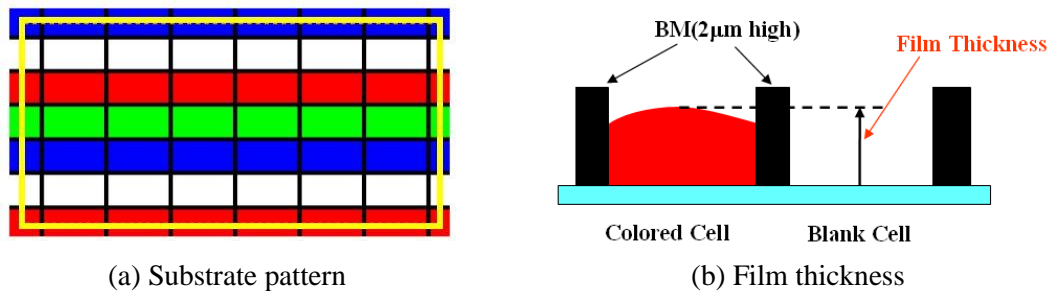 BM(2μm high)
Film Thickness
Colored Cell
Blank Cell
(a) Substrate pattern
(b) Film thickness